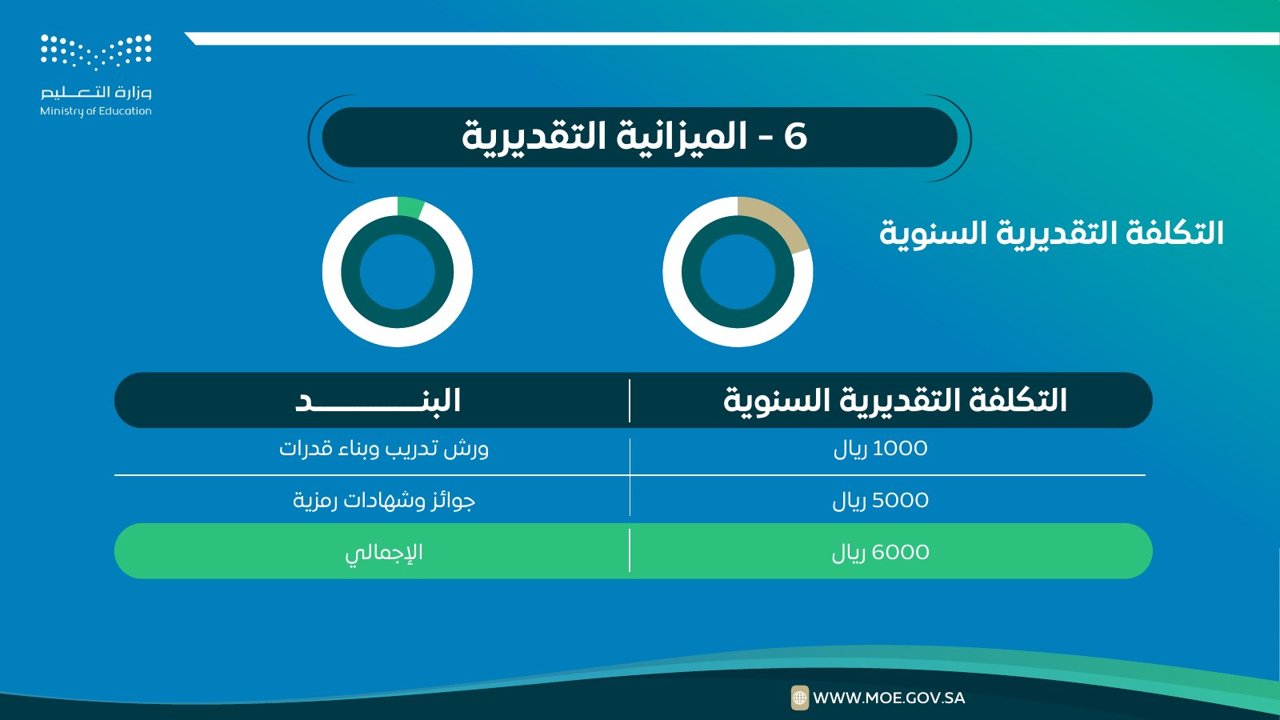 وزارة التعليم
Ministry of Education
6 - الميزانية التقديرية
التكلفة التقديرية السنوية
التكلفة التقديرية السنوية | البنــــــــــــد
1000 ريال | ورش تدريب وبناء قدرات
5000 ريال | جوائز وشهادات رمزية
6000 ريال | الإجمالي
WWW.MOE.GOV.SA